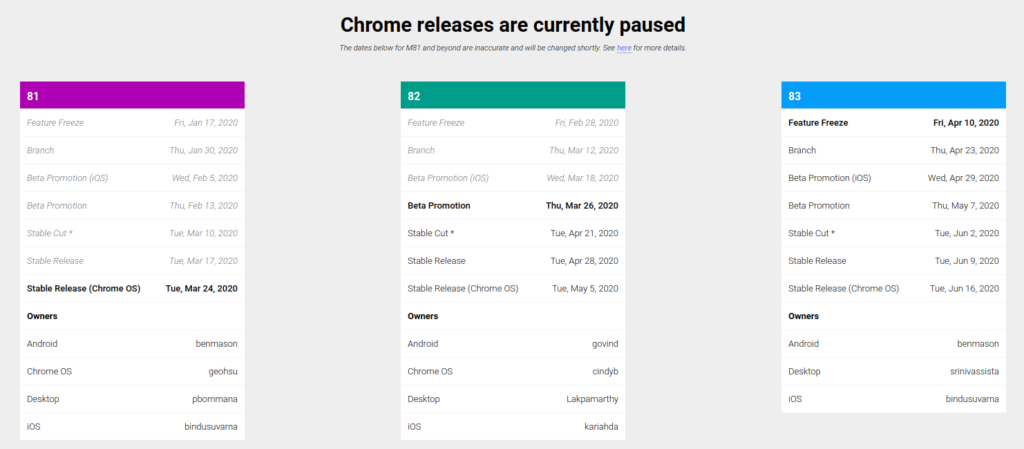 Chrome releases are currently paused
The dates below for M81 and beyond are inaccurate and will be changed shortly. See here for more details.
81
Feature Freeze Fri, Jan 17, 2020
Branch Thu, Jan 30, 2020
Beta Promotion (iOS) Wed, Feb 5, 2020
Beta Promotion Thu, Feb 13, 2020
Stable Cut * Tue, Mar 10, 2020
Stable Release Tue, Mar 17, 2020
Stable Release (Chrome OS) Tue, Mar 24, 2020
Owners
Android benmason
Chrome OS geohsu
Desktop pbommana
iOS bindusuvarna
82
Feature Freeze Fri, Feb 28, 2020
Branch Thu, Mar 12, 2020
Beta Promotion (iOS) Wed, Mar 18, 2020
Beta Promotion Thu, Mar 26, 2020
Stable Cut * Tue, Apr 21, 2020
Stable Release Tue, Apr 28, 2020
Stable Release (Chrome OS) Tue, May 5, 2020
Owners
Android govind
Chrome OS cindyb
Desktop Lakpamarthy
iOS kariahda
83
Feature Freeze Fri, Apr 10, 2020
Branch Thu, Apr 23, 2020
Beta Promotion (iOS) Wed, Apr 29, 2020
Beta Promotion Thu, May 7, 2020
Stable Cut * Tue, Jun 2, 2020
Stable Release Tue, Jun 9, 2020
Stable Release (Chrome OS) Tue, Jun 16, 2020
Owners
Android benmason
Desktop srinivassista
iOS bindusuvarna